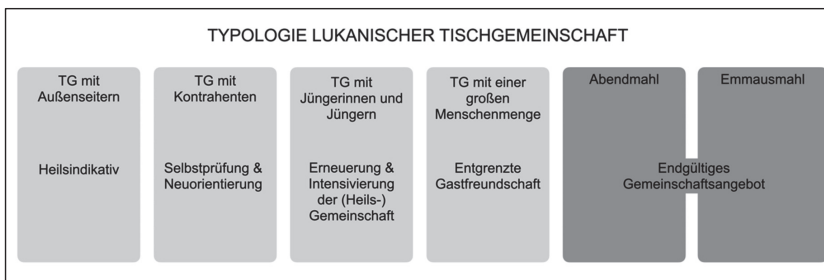 TYPOLOGIE LUKANISCHER TISCHGEMEINSCHAFT
TG mit
Außenseitern
Heilsindikativ
TG mit
Kontrahenten
Selbstprüfung &
Neuorientierung
TG mit
Jüngerinnen und
Jüngern
Erneuerung &
Intensivierung
der (Heils-)
Gemeinschaft
TG mit einer
großen
Menschenmenge
Entgrenzte
Gastfreundschaft
Abendmahl
Emmausmahl
Endgültiges
Gemeinschaftsangebot